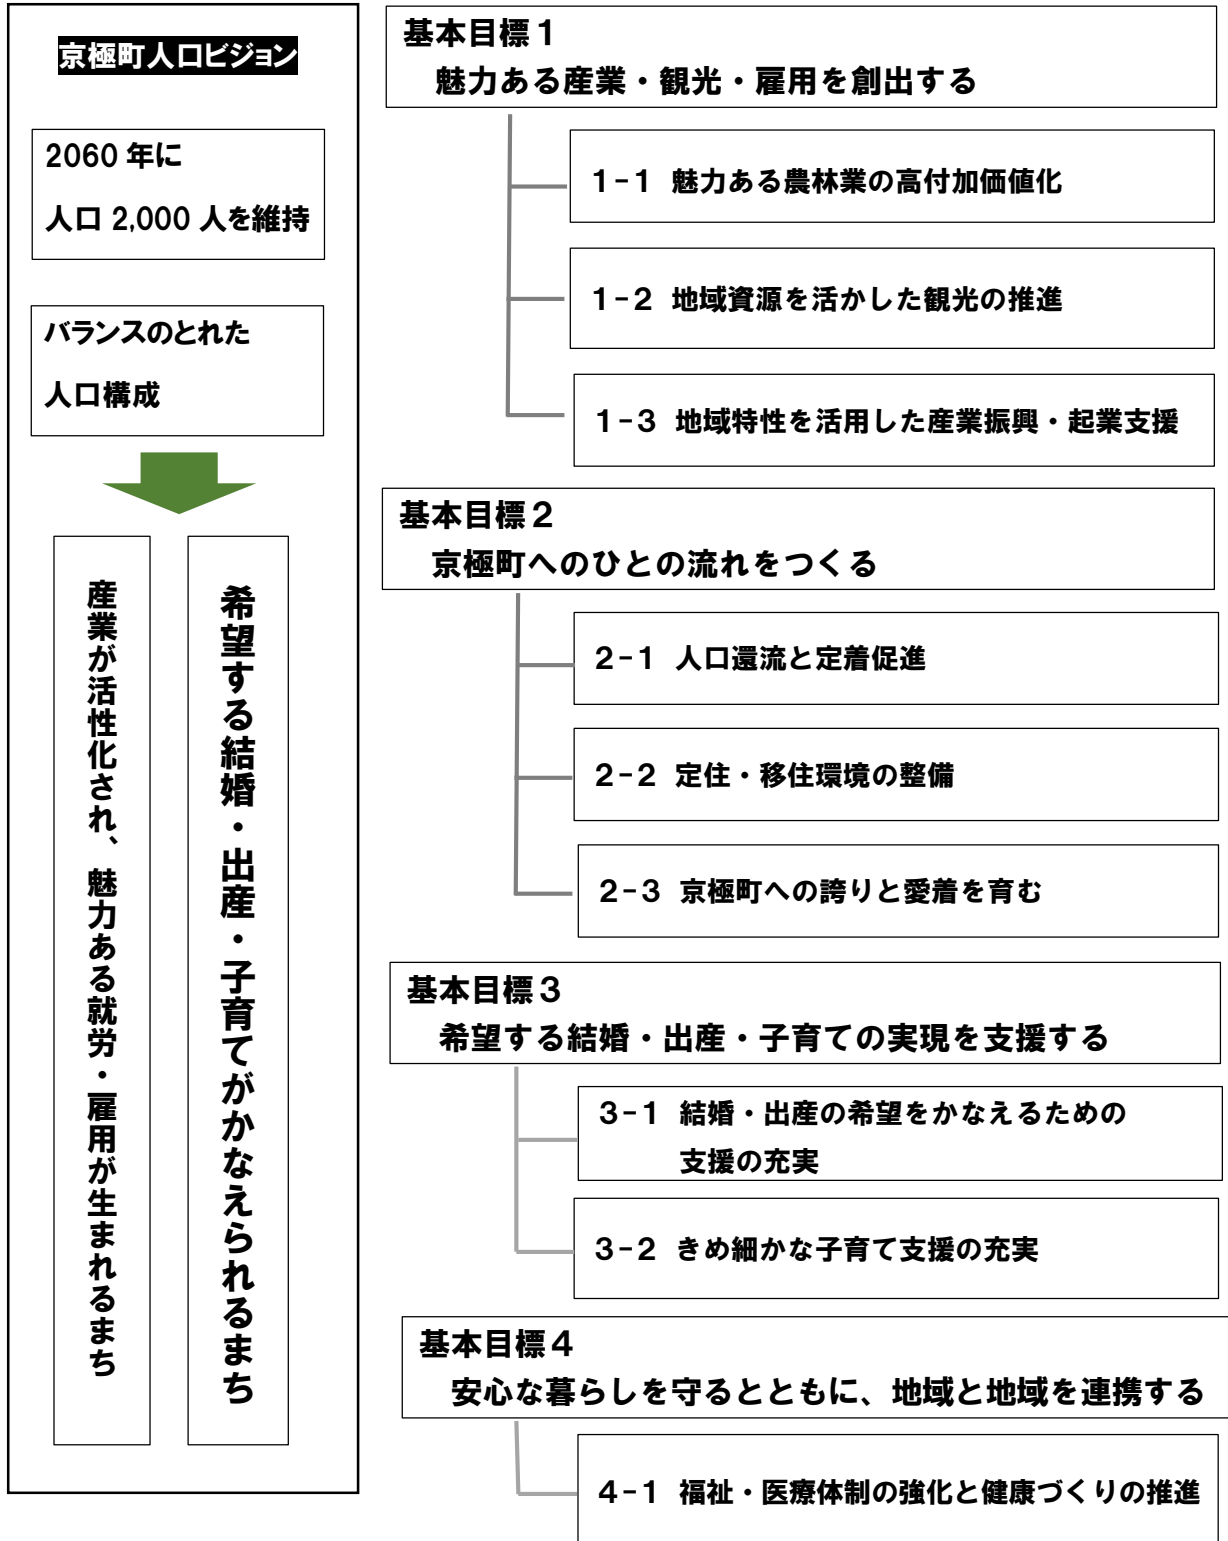 京極町人口ビジョン
2060 年に
人口 2,000 人を維持
バランスのとれた
人口構成
希望する結婚・出産・子育てがかなえられるまち
産業が活性化され、魅力ある就労・雇用が生まれるまち
基本目標１
魅力ある産業・観光・雇用を創出する
１-１ 魅力ある農林業の高付加価値化
１-２ 地域資源を活かした観光の推進
１-３ 地域特性を活用した産業振興・起業支援
基本目標２
京極町へのひとの流れをつくる
２-１ 人口還流と定着促進
２-２ 定住・移住環境の整備
２-３ 京極町への誇りと愛着を育む
基本目標３
希望する結婚・出産・子育ての実現を支援する
３-１ 結婚・出産の希望をかなえるための
支援の充実
３-２ きめ細かな子育て支援の充実
基本目標４
安心な暮らしを守るとともに、地域と地域を連携する
４-１ 福祉・医療体制の強化と健康づくりの推進